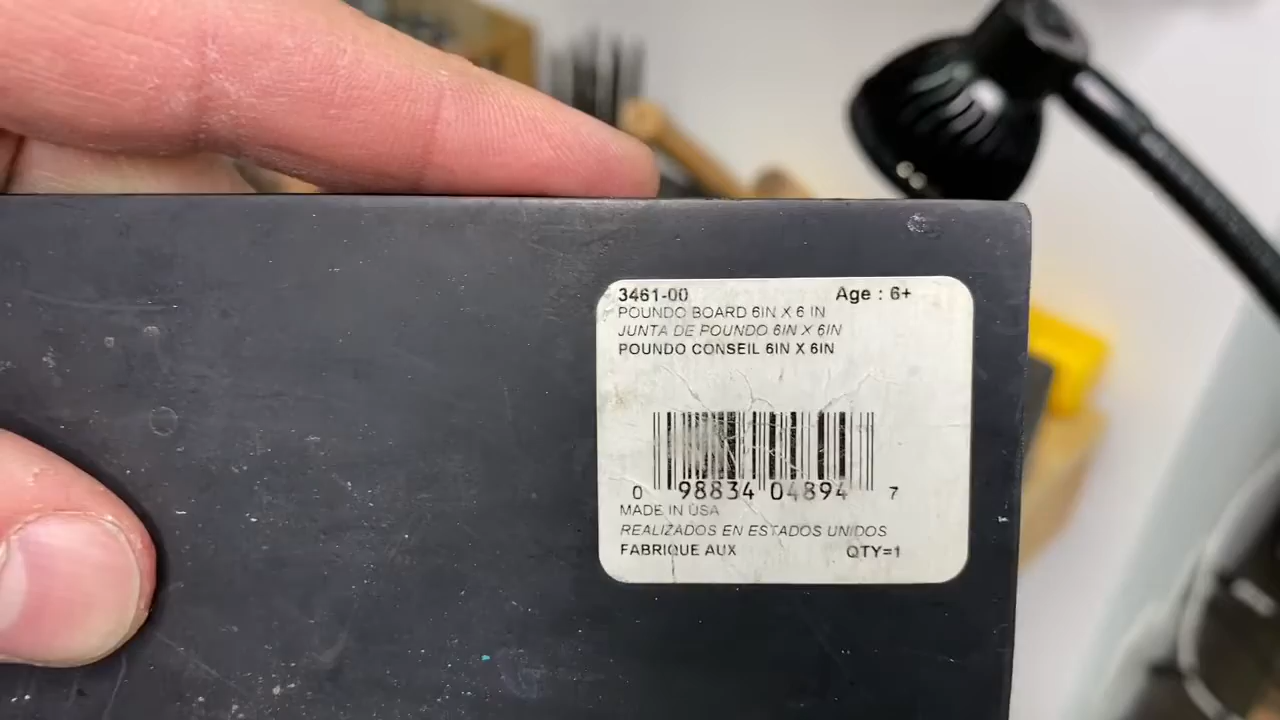 3461-00 Age : 6+
POUNDO BOARD 6IN X 6 IN
JUNTA DE POUNDO 6IN X 6IN
POUNDO CONSEIL 6IN X 6IN
0 98834 04894 7
MADE IN USA
REALIZADOS EN ESTADOS UNIDOS
FABRIQUE AUX QTY=1